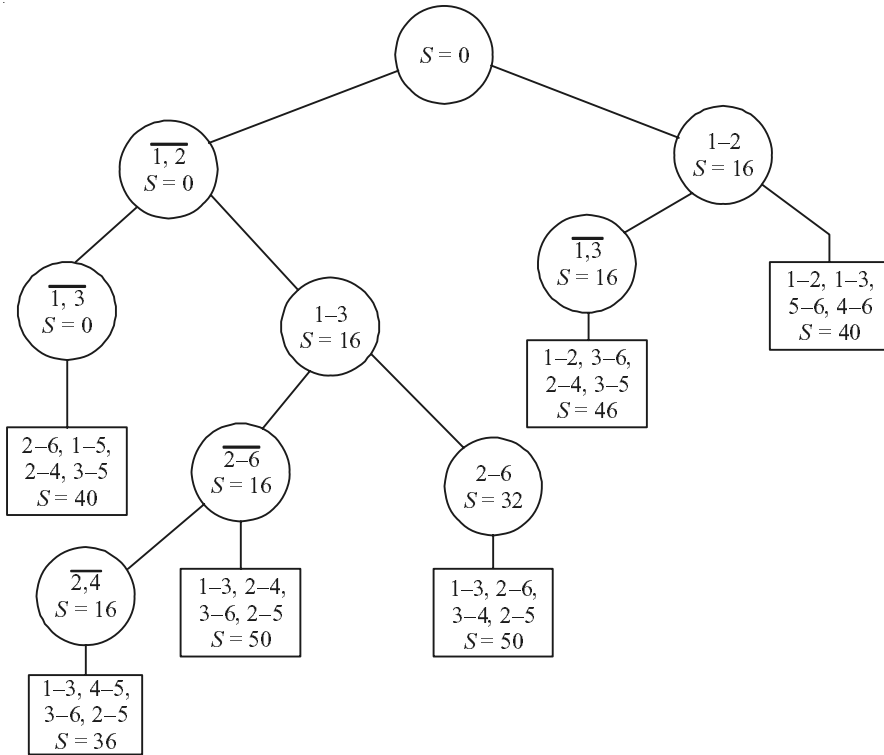 S = 0
1, 2
S = 0
1–2
S = 16
1, 3
S = 0
1–3
S = 16
1,3
S = 16
1–2, 1–3,
5–6, 4–6
S = 40
1–2, 3–6,
2–4, 3–5
S = 46
2–6, 1–5,
2–4, 3–5
S = 40
2–6
S = 16
2–6
S = 32
2,4
S = 16
1–3, 2–4,
3–6, 2–5
S = 50
1–3, 2–6,
3–4, 2–5
S = 50
1–3, 4–5,
3–6, 2–5
S = 36